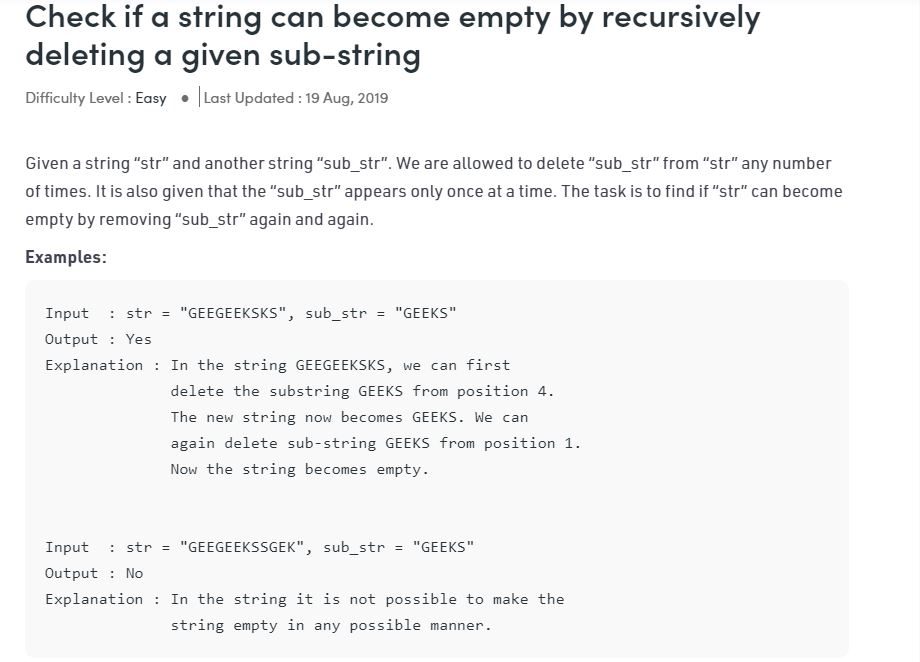 Check if a string can become empty by recursively
deleting a given sub-string
Difficulty Level : Easy ● Last Updated : 19 Aug, 2019
Given a string “str” and another string “sub_str”. We are allowed to delete “sub_str” from “str” any number
of times. It is also given that the “sub_str” appears only once at a time. The task is to find if “str” can become
empty by removing “sub_str” again and again.
Examples:
Input : str = "GEEGEEKSKS", sub_str = "GEEKS"
Output : Yes
Explanation : In the string GEEGEEKSKS, we can first
delete the substring GEEKS from position 4.
The new string now becomes GEEKS. We can
again delete sub-string GEEKS from position 1.
Now the string becomes empty.
Input : str = "GEEGEEKSSGEK", sub_str = "GEEKS"
Output : No
Explanation : In the string it is not possible to make the
string empty in any possible manner.